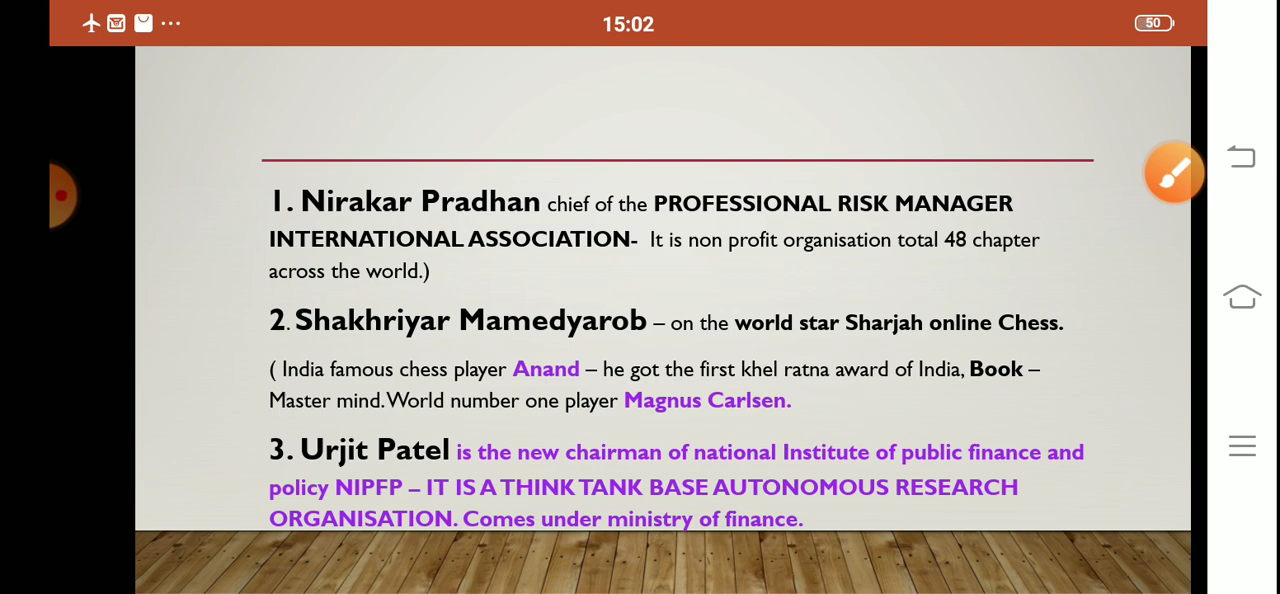 15:02
50
1. Nirakar Pradhan chief of the PROFESSIONAL RISK MANAGER
INTERNATIONAL ASSOCIATION- It is non profit organisation total 48 chapter
across the world.)
2. Shakhriyar Mamedyarob – on the world star Sharjah online Chess.
( India famous chess player Anand – he got the first khel ratna award of India, Book –
Master mind. World number one player Magnus Carlsen.
3. Urjit Patel is the new chairman of national Institute of public finance and
policy NIPFP – IT IS A THINK TANK BASE AUTONOMOUS RESEARCH
ORGANISATION. Comes under ministry of finance.